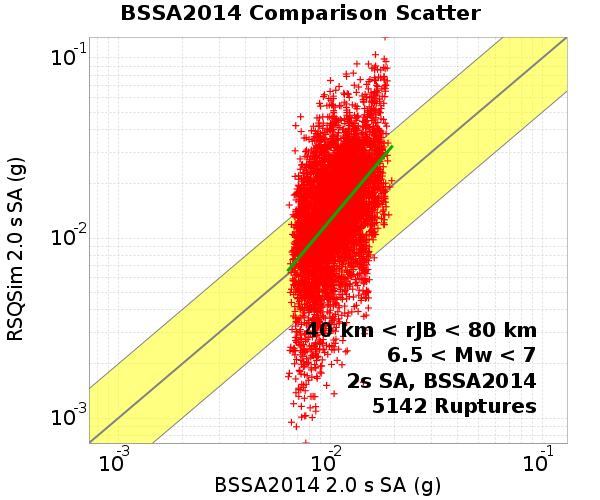 BSSA2014 Comparison Scatter
RSQSim 2.0 s SA (g)
10-1
10-2
10-3
40 km < rJB < 80 km
6.5 < Mw < 7
2s SA, BSSA2014
5142 Ruptures
10-3 10-2 10-1
BSSA2014 2.0 s SA (g)